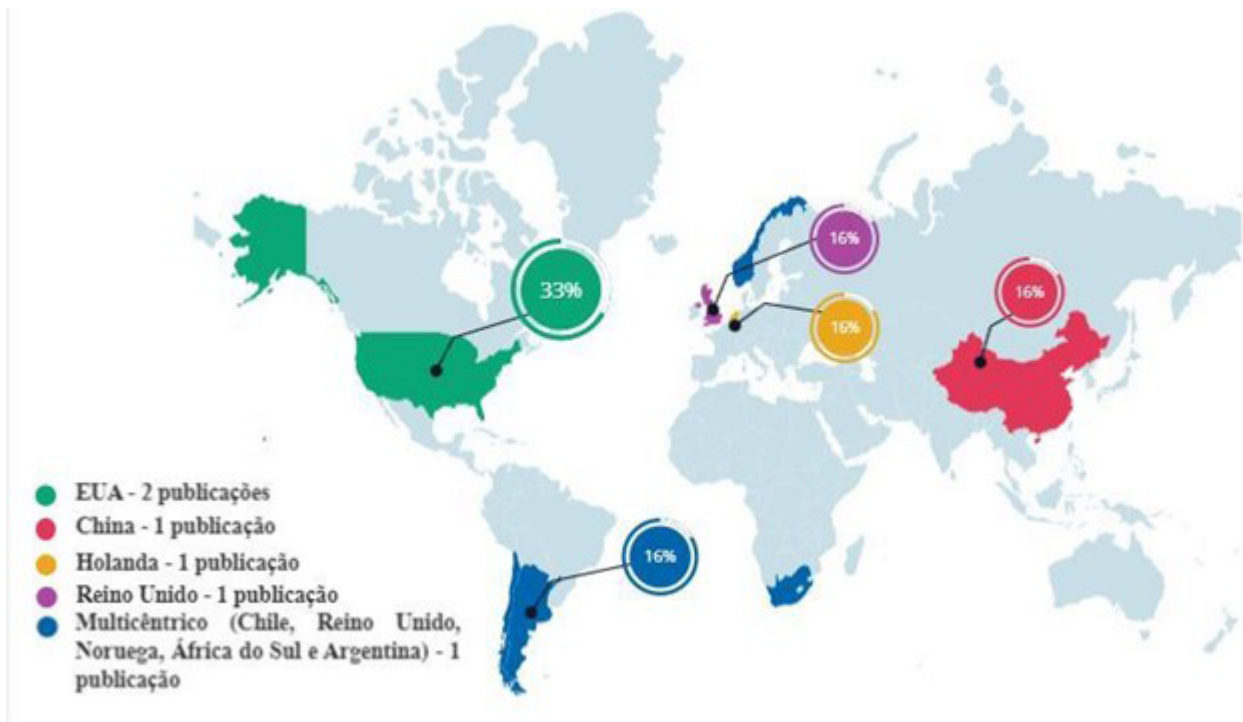 16%
33%
16%
16%
16%
EUA - 2 publicações
China - 1 publicação
Holanda - 1 publicação
Reino Unido - 1 publicação
Multicêntrico (Chile, Reino Unido,
Noruega, África do Sul e Argentina) - 1
publicação